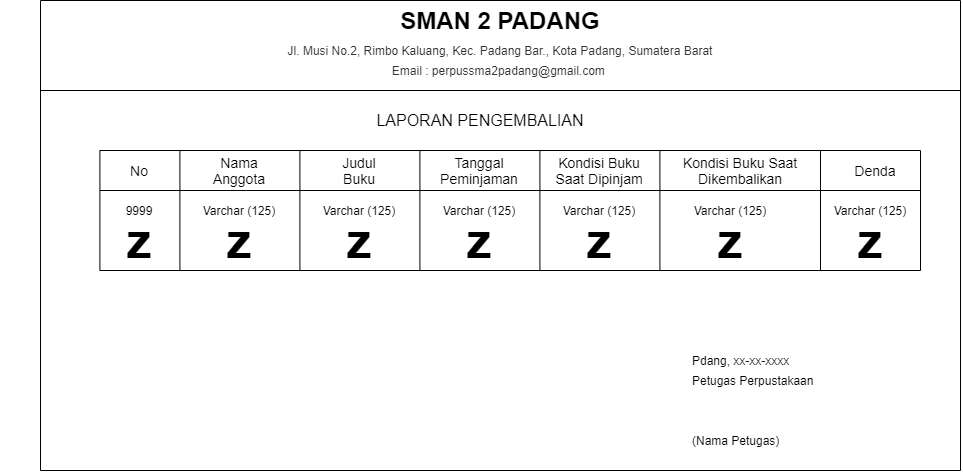 SMAN 2 PADANG
Jl. Musi No.2, Rimbo Kaluang, Kec. Padang Bar., Kota Padang, Sumatera Barat
Email : perpussma2padang@gmail.com
LAPORAN PENGEMBALIAN
No Nama Anggota Judul Buku Tanggal Peminjaman Kondisi Buku Saat Dipinjam Kondisi Buku Saat Dikembalikan Denda
9999 Varchar (125) Varchar (125) Varchar (125) Varchar (125) Varchar (125) Varchar (125)
Z Z Z Z Z Z Z
Pdang, xx-xx-xxxx
Petugas Perpustakaan
(Nama Petugas)